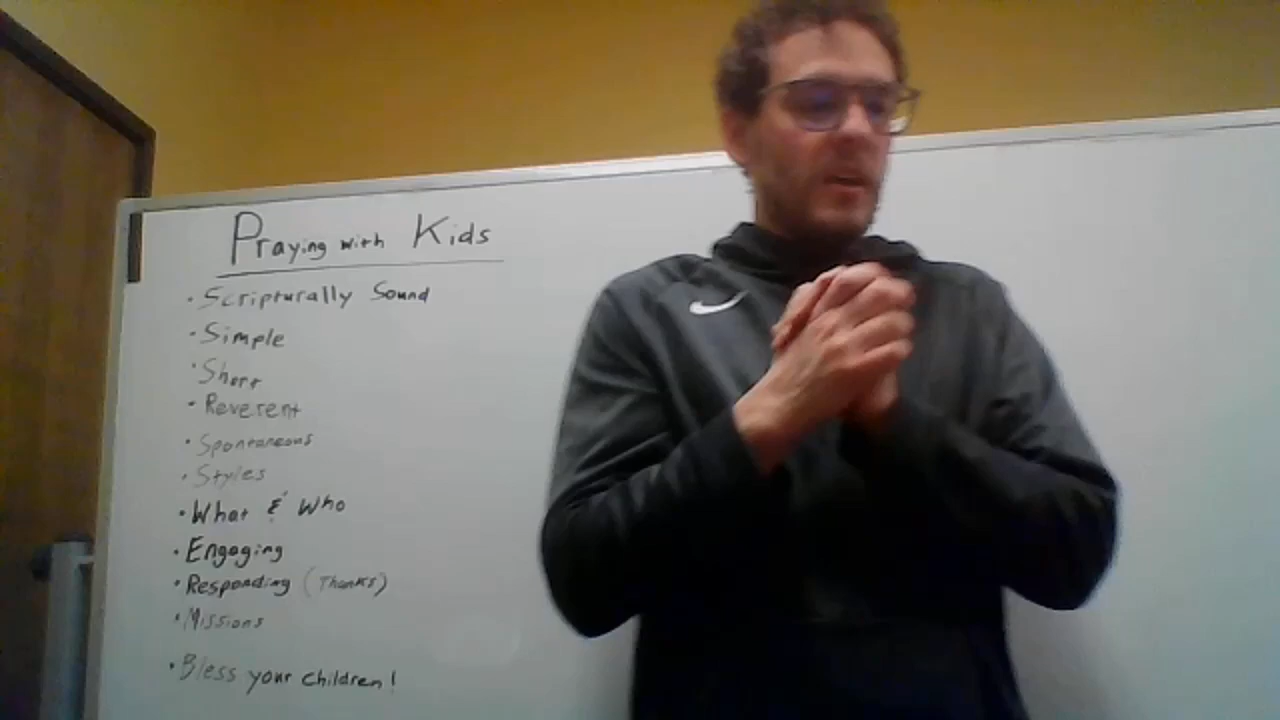 Praying with Kids
• Scripturally Sound
• Simple
• Short
• Reverent
• Spontaneous
• Styles
• What & Who
• Engaging
• Responding (Thanks)
• Missions
• Bless your children!